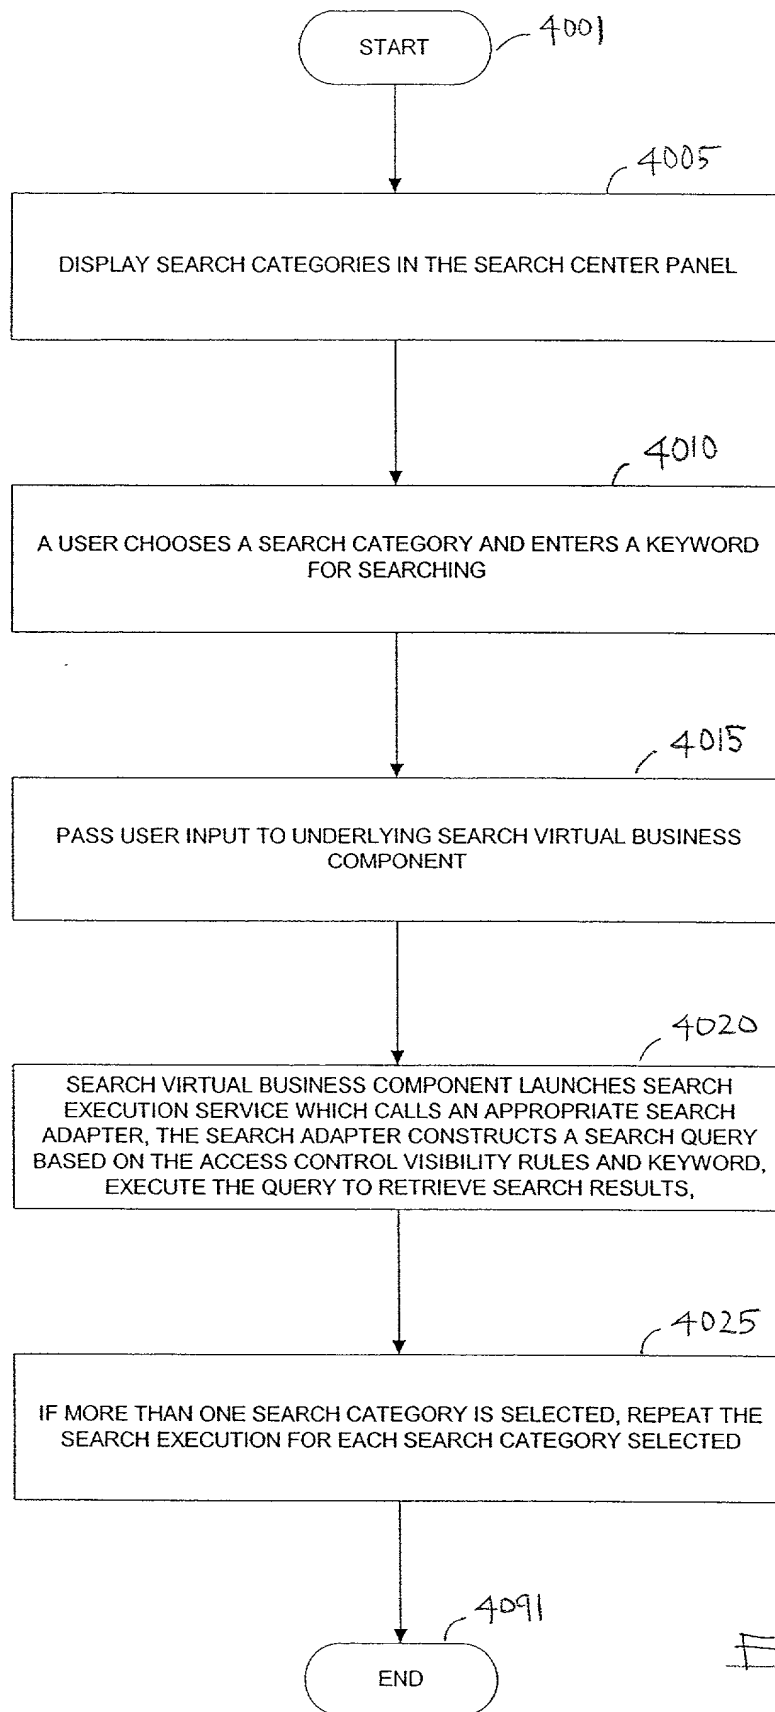 START
4001
4005
DISPLAY SEARCH CATEGORIES IN THE SEARCH CENTER PANEL
4010
A USER CHOOSES A SEARCH CATEGORY AND ENTERS A KEYWORD
FOR SEARCHING
4015
PASS USER INPUT TO UNDERLYING SEARCH VIRTUAL BUSINESS
COMPONENT
4020
SEARCH VIRTUAL BUSINESS COMPONENT LAUNCHES SEARCH
EXECUTION SERVICE WHICH CALLS AN APPROPRIATE SEARCH
ADAPTER, THE SEARCH ADAPTER CONSTRUCTS A SEARCH QUERY
BASED ON THE ACCESS CONTROL VISIBILITY RULES AND KEYWORD,
EXECUTE THE QUERY TO RETRIEVE SEARCH RESULTS,
4025
IF MORE THAN ONE SEARCH CATEGORY IS SELECTED, REPEAT THE
SEARCH EXECUTION FOR EACH SEARCH CATEGORY SELECTED
4091
END